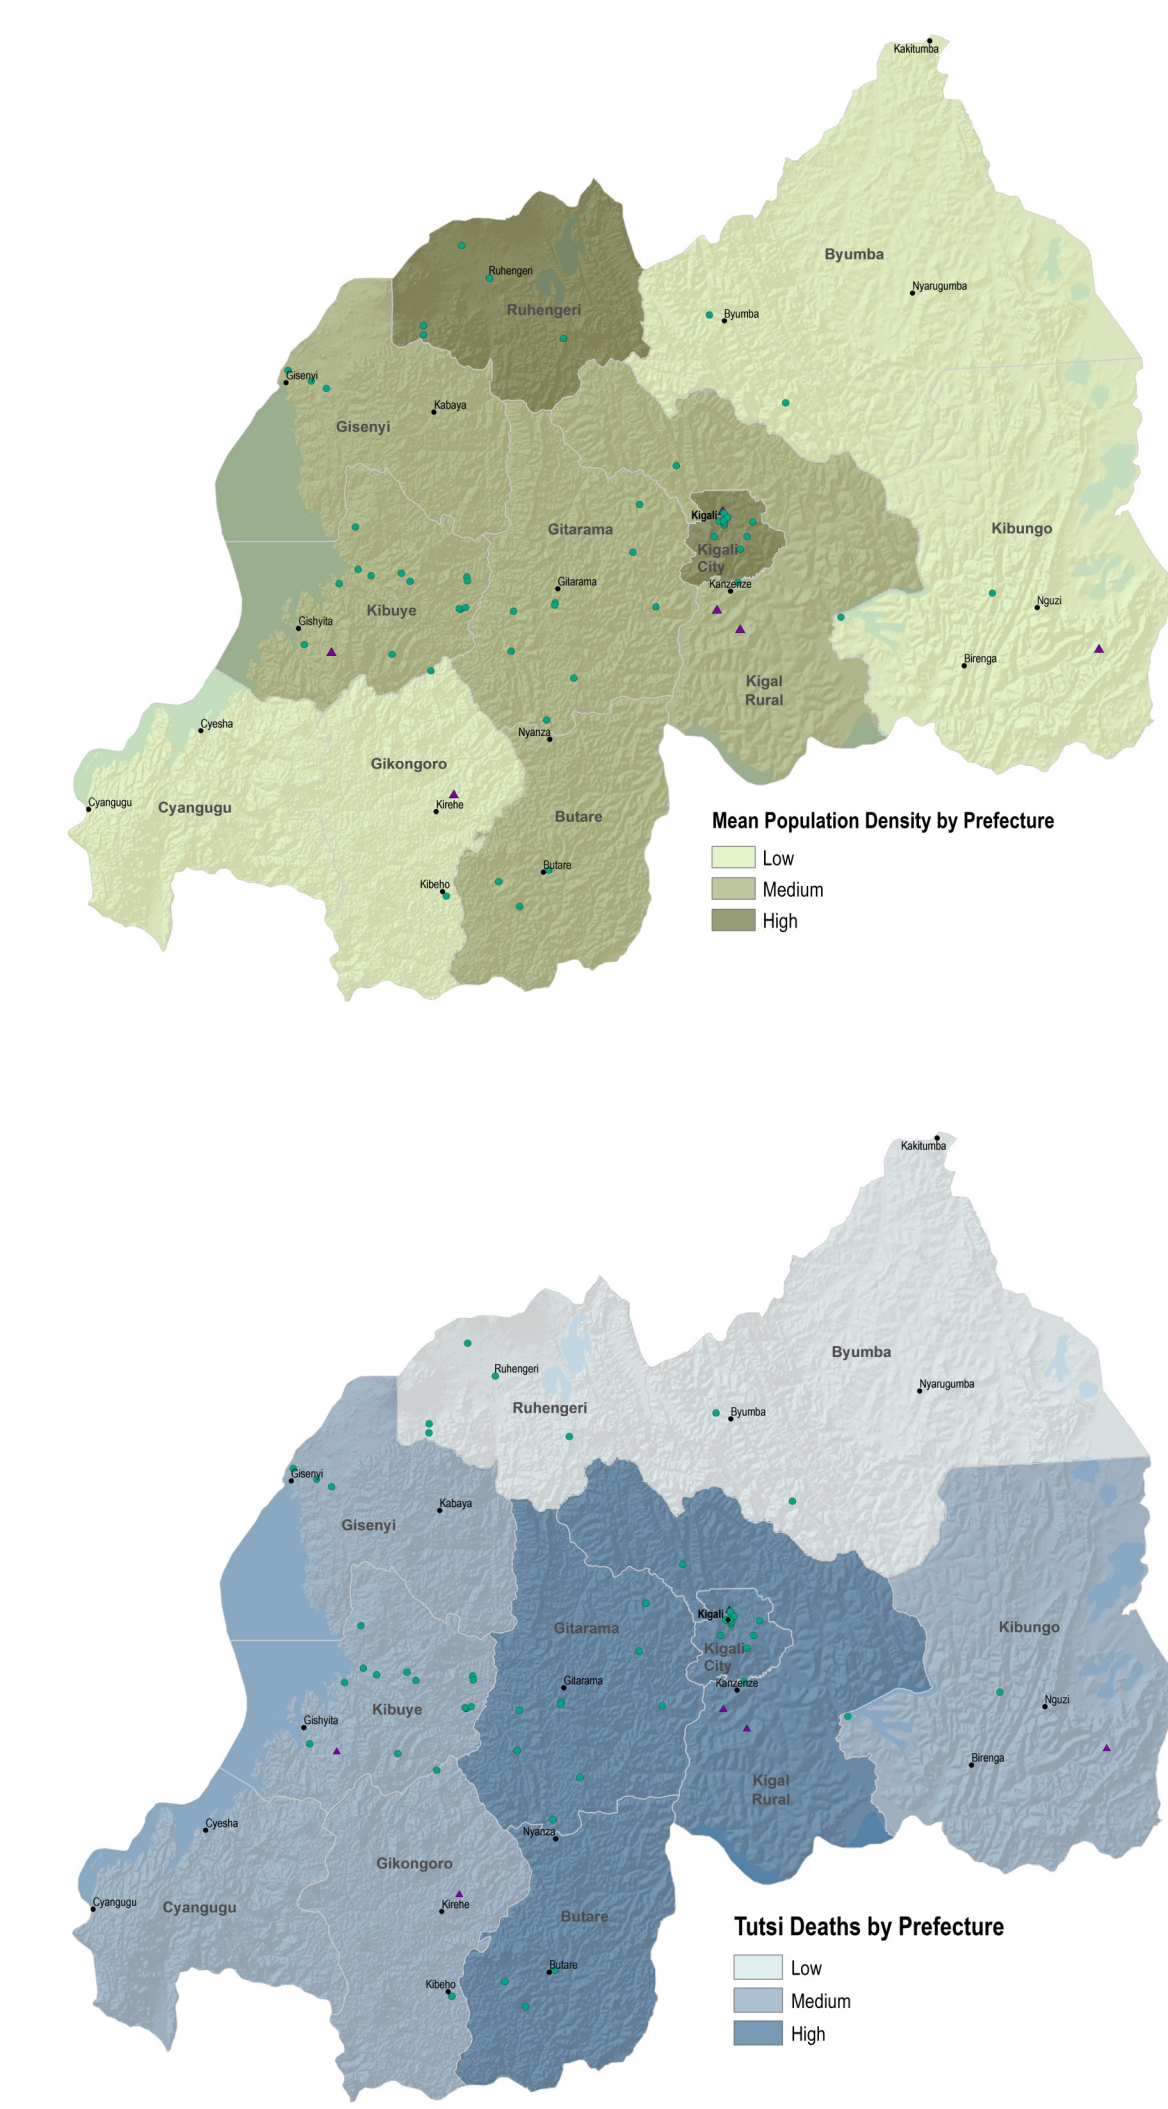 Kakitumba
Byumba
Nyarugumba
Byumba
Ruhengeri
Ruhengeri
Gisenyi
Kabaya
Gisenyi
Kigali
Gitarama
Kibungo
Kigali
City
Gitarama
Kanzenze
Kibuye
Nguzi
Gishyita
Birenga
Kigal
Rural
Cyesha
Nyanza
Gikongoro
Cyangugu
Cyangugu
Kirehe
Butare
Mean Population Density by Prefecture
Low
Butare
Kibeho
Medium
High
Kakitumba
Byumba
Nyarugumba
Ruhengeri
Ruhengeri
Byumba
Gisenyi
Kabaya
Gisenyi
Kigali
Gitarama
Kibungo
Kigali
City
Gitarama
Kanzenze
Kibuye
Nguzi
Gishyita
Birenga
Kigal
Rural
Cyesha
Nyanza
Gikongoro
Cyangugu
Cyangugu
Kirehe
Butare
Tutsi Deaths by Prefecture
Butare
Low
Kibeho
Medium
High